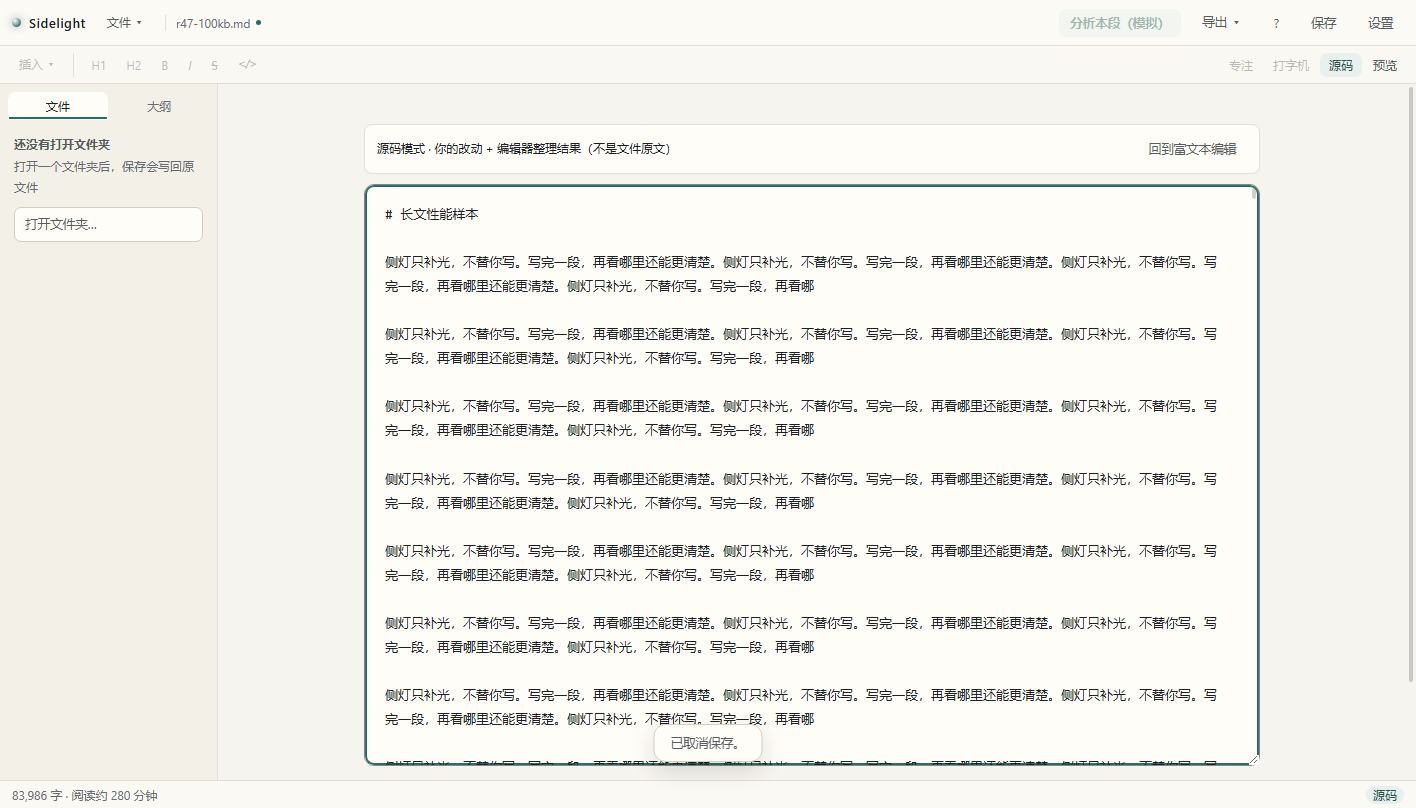 Sidelight 文件 r47-100kb.md 分析本段（模拟） 导出 ? 保存 设置
插入 H1 H2 B I S </> 专注 打字机 源码 预览
文件 大纲
还没有打开文件夹
打开一个文件夹后，保存会写回原
文件
打开文件夹...
源码模式 · 你的改动 + 编辑器整理结果（不是文件原文） 回到富文本编辑
# 长文性能样本
侧灯只补光，不替你写。写完一段，再看哪里还能更清楚。侧灯只补光，不替你写。写完一段，再看哪里还能更清楚。侧灯只补光，不替你写。写
完一段，再看哪里还能更清楚。侧灯只补光，不替你写。写完一段，再看哪
侧灯只补光，不替你写。写完一段，再看哪里还能更清楚。侧灯只补光，不替你写。写完一段，再看哪里还能更清楚。侧灯只补光，不替你写。写
完一段，再看哪里还能更清楚。侧灯只补光，不替你写。写完一段，再看哪
侧灯只补光，不替你写。写完一段，再看哪里还能更清楚。侧灯只补光，不替你写。写完一段，再看哪里还能更清楚。侧灯只补光，不替你写。写
完一段，再看哪里还能更清楚。侧灯只补光，不替你写。写完一段，再看哪
侧灯只补光，不替你写。写完一段，再看哪里还能更清楚。侧灯只补光，不替你写。写完一段，再看哪里还能更清楚。侧灯只补光，不替你写。写
完一段，再看哪里还能更清楚。侧灯只补光，不替你写。写完一段，再看哪
侧灯只补光，不替你写。写完一段，再看哪里还能更清楚。侧灯只补光，不替你写。写完一段，再看哪里还能更清楚。侧灯只补光，不替你写。写
完一段，再看哪里还能更清楚。侧灯只补光，不替你写。写完一段，再看哪
侧灯只补光，不替你写。写完一段，再看哪里还能更清楚。侧灯只补光，不替你写。写完一段，再看哪里还能更清楚。侧灯只补光，不替你写。写
完一段，再看哪里还能更清楚。侧灯只补光，不替你写。写完一段，再看哪
侧灯只补光，不替你写。写完一段，再看哪里还能更清楚。侧灯只补光，不替你写。写完一段，再看哪里还能更清楚。侧灯只补光，不替你写。写
完一段，再看哪里还能更清楚。侧灯只补光，不替你写。写完一段，再看哪
已取消保存。
83,986 字 · 阅读约 280 分钟 源码